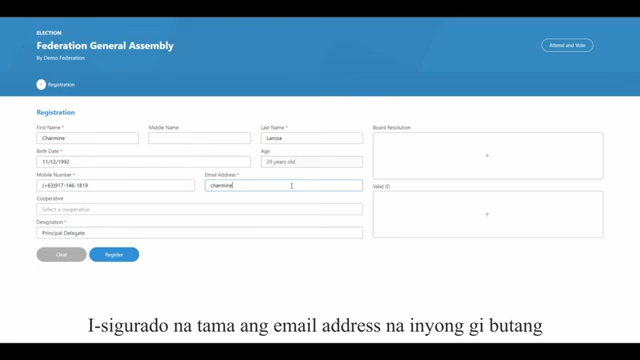 ELECTION
Federation General Assembly
By Demo Federation
Attend and Vote
Registration
Registration
First Name *
Middle Name
Last Name *
Board Resolution
Charmine
Larosa
Birth Date *
Age
11/12/1992
29 years old
Mobile Number *
Email Address *
Valid ID
(+63)917-146-1819
charmine
Cooperative
Select a cooperative
Designation *
Principal Delegate
Clear
Register
I-sigurado na tama ang email address na inyong gi butang